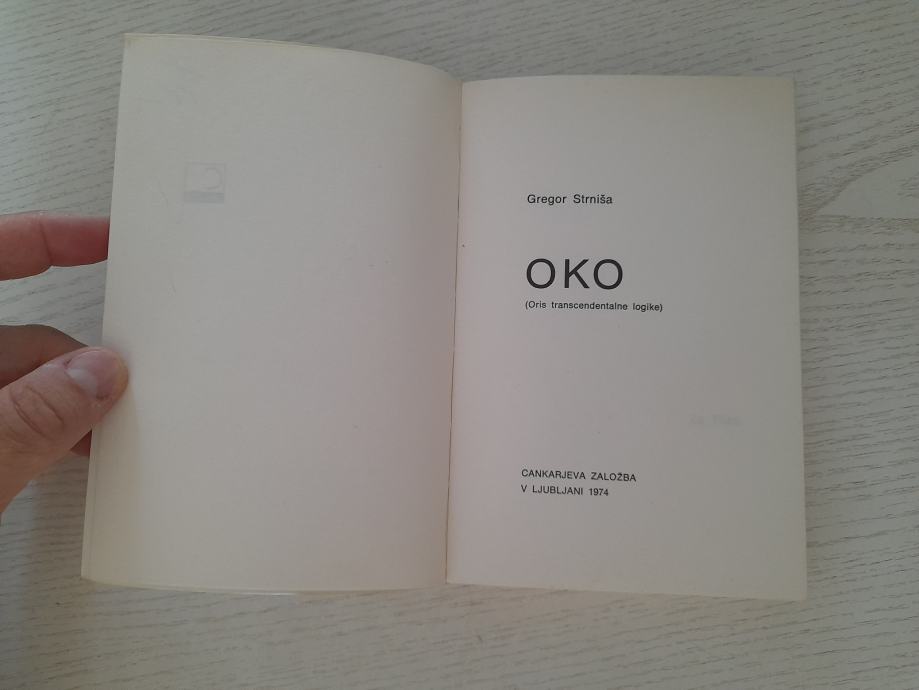 Gregor Strniša
OKO
(Oris transcendentalne logike)
CANKARJEVA ZALOŽBA
V LJUBLJANI 1974